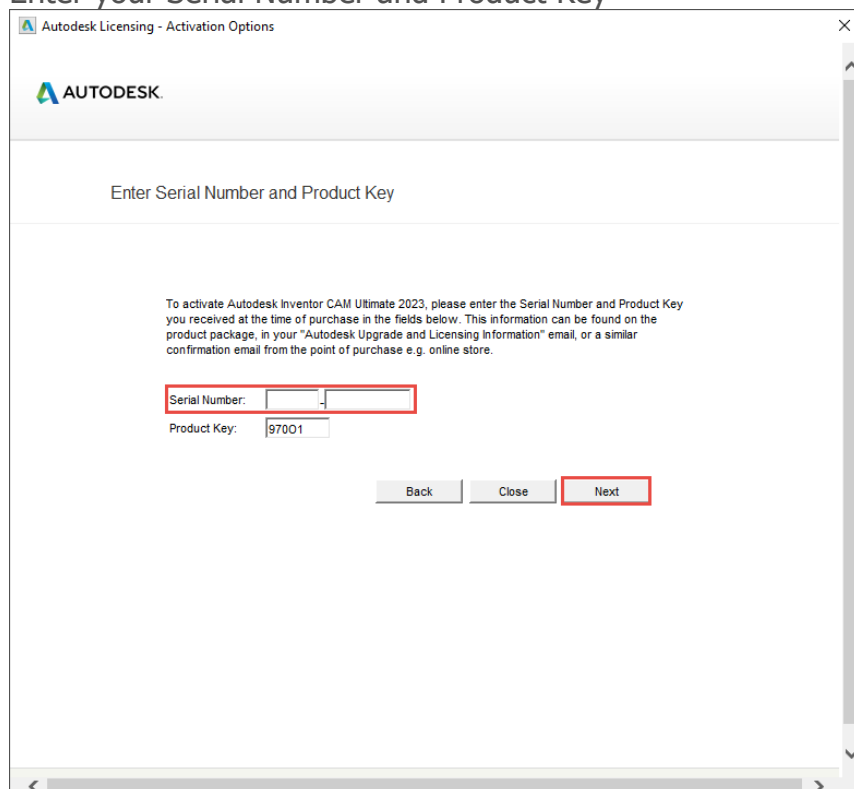 Enter your Serial Number and Product Key
Autodesk Licensing - Activation Options
AUTODESK.
Enter Serial Number and Product Key
To activate Autodesk Inventor CAM Ultimate 2023, please enter the Serial Number and Product Key
you received at the time of purchase in the fields below. This information can be found on the
product package, in your "Autodesk Upgrade and Licensing Information" email, or a similar
confirmation email from the point of purchase e.g. online store.
Serial Number: -
Product Key: 970O1
Back Close Next